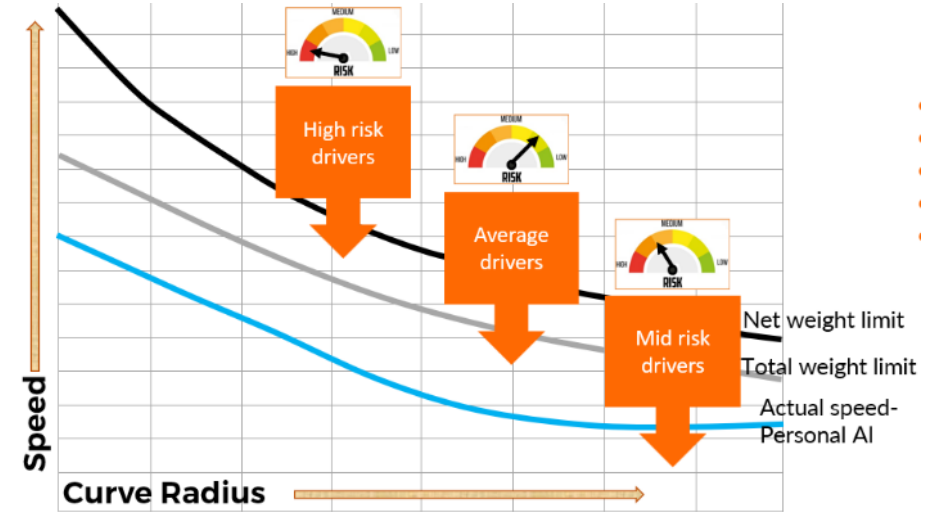 MEDIUM
HIGH
LOW
RISK
High risk
drivers
MEDIUM
HIGH
LOW
RISK
Average
drivers
MEDIUM
HIGH
LOW
RISK
Mid risk
drivers
Net weight limit
Total weight limit
Actual speed-
Personal AI
Speed
Curve Radius